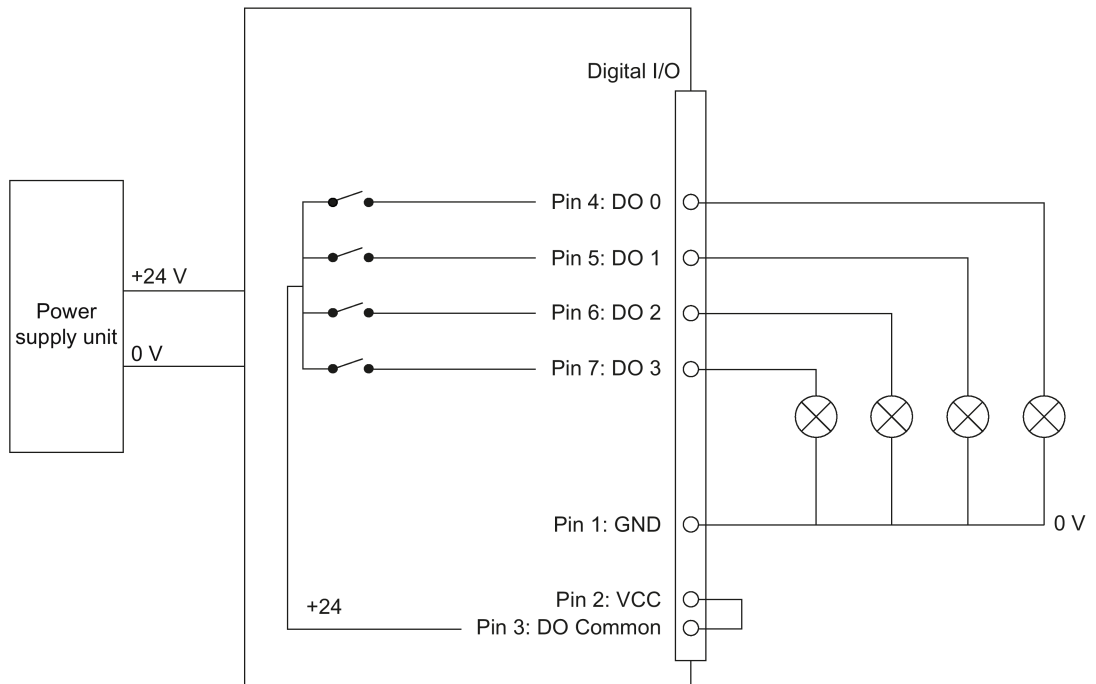 Digital I/O
Pin 4: DO 0
Pin 5: DO 1
+24 V
Power
supply unit
Pin 6: DO 2
0 V
Pin 7: DO 3
Pin 1: GND
0 V
+24
Pin 2: VCC
Pin 3: DO Common